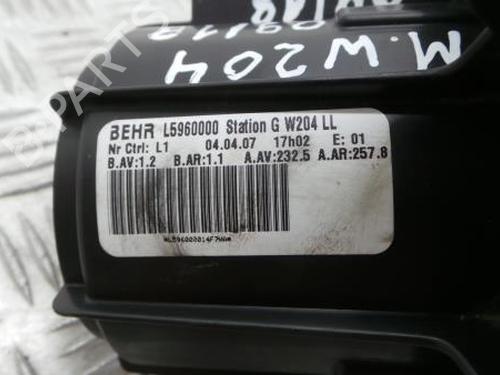 M.W204
BEHR L5960000 Station G W204 LL
Nr Ctrl: L1 04.04.07 17h02 E: 01
B.AV:1.2 B.AR:1.1 A.AV:232.5 A.AR:257.8